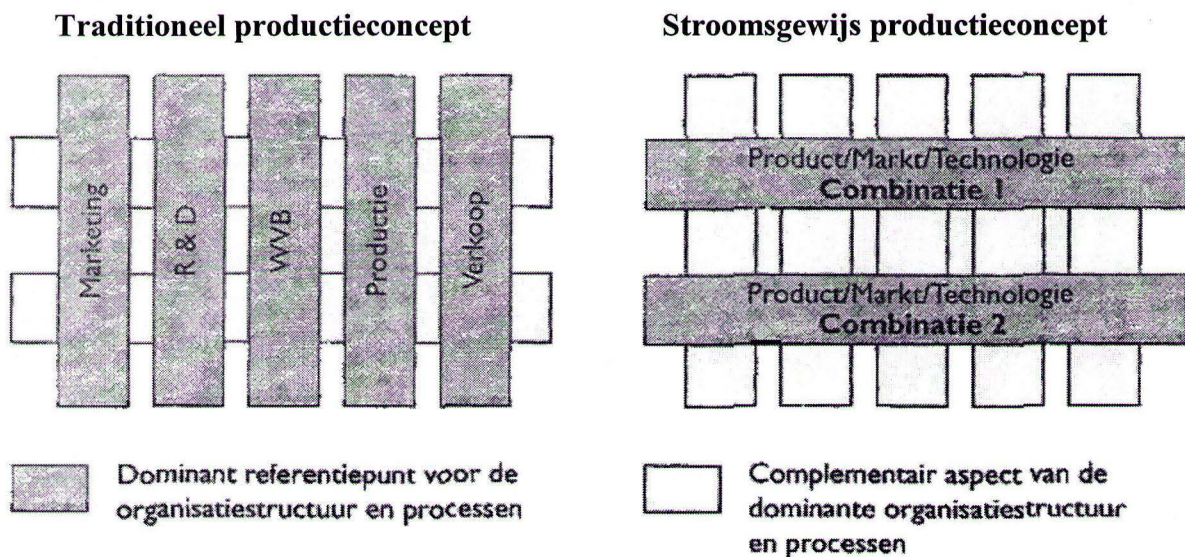 Traditioneel productieconcept
Stroomsgewijs productieconcept
Marketing
R & D
WVB
Productie
Verkoop
Product/Markt/Technologie
Combinatie 1
Product/Markt/Technologie
Combinatie 2
Dominant referentiepunt voor de
organisatiestructuur en processen
Complementair aspect van de
dominante organisatiestructuur
en processen